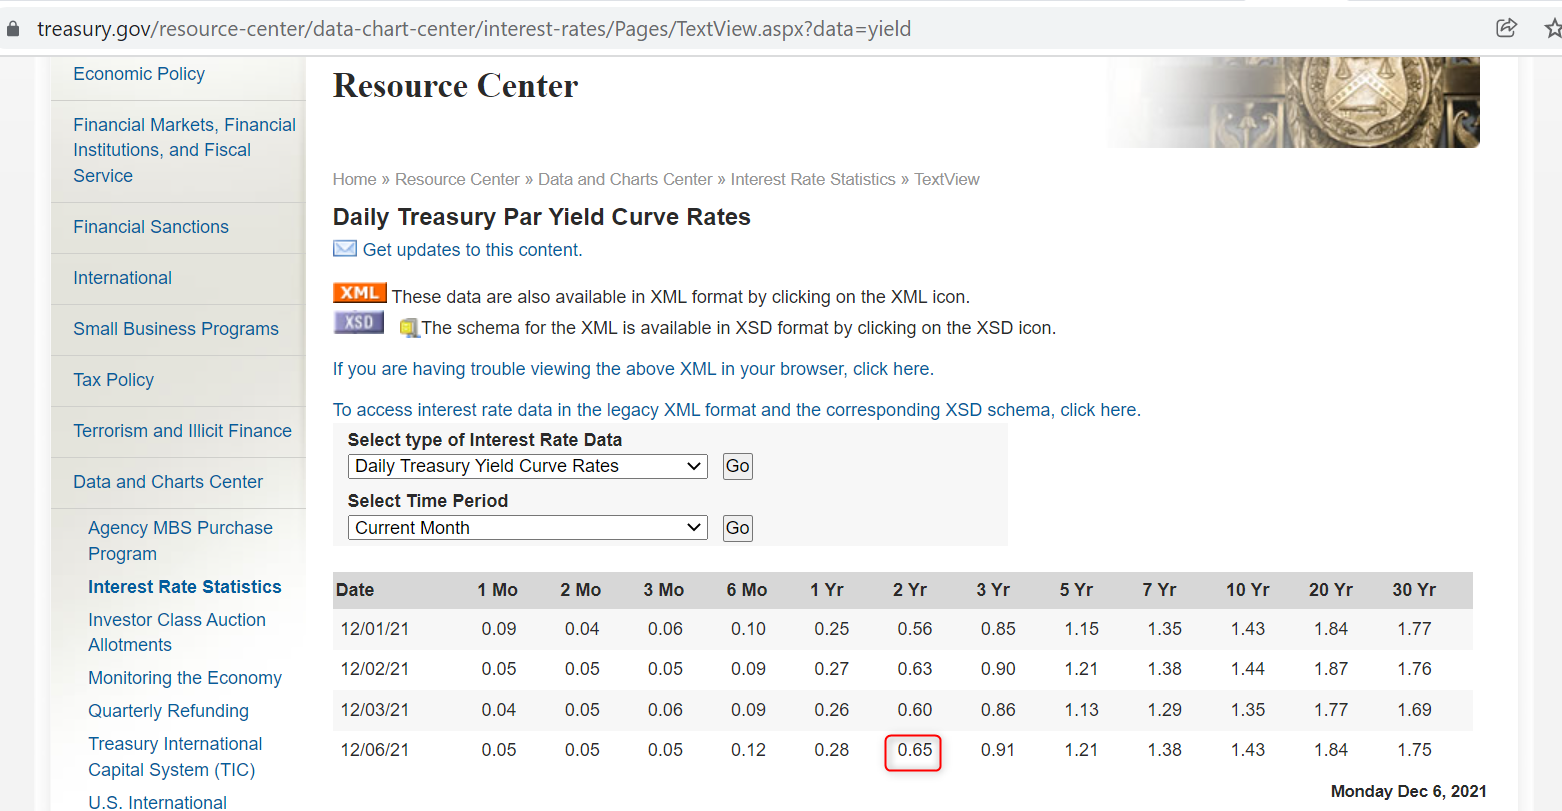 treasury.gov/resource-center/data-chart-center/interest-rates/Pages/TextView.aspx?data=yield
Economic Policy
Financial Markets, Financial
Institutions, and Fiscal
Service
Financial Sanctions
International
Small Business Programs
Tax Policy
Terrorism and Illicit Finance
Data and Charts Center
Agency MBS Purchase
Program
Interest Rate Statistics
Investor Class Auction
Allotments
Monitoring the Economy
Quarterly Refunding
Treasury International
Capital System (TIC)
U.S. International
Resource Center
Home » Resource Center » Data and Charts Center » Interest Rate Statistics » TextView
Daily Treasury Par Yield Curve Rates
Get updates to this content.
XML These data are also available in XML format by clicking on the XML icon.
XSD The schema for the XML is available in XSD format by clicking on the XSD icon.
If you are having trouble viewing the above XML in your browser, click here.
To access interest rate data in the legacy XML format and the corresponding XSD schema, click here.
Select type of Interest Rate Data
Daily Treasury Yield Curve Rates Go
Select Time Period
Current Month Go
Date 1 Mo 2 Mo 3 Mo 6 Mo 1 Yr 2 Yr 3 Yr 5 Yr 7 Yr 10 Yr 20 Yr 30 Yr
12/01/21 0.09 0.04 0.06 0.10 0.25 0.56 0.85 1.15 1.35 1.43 1.84 1.77
12/02/21 0.05 0.05 0.05 0.09 0.27 0.63 0.90 1.21 1.38 1.44 1.87 1.76
12/03/21 0.04 0.05 0.06 0.09 0.26 0.60 0.86 1.13 1.29 1.35 1.77 1.69
12/06/21 0.05 0.05 0.05 0.12 0.28 0.65 0.91 1.21 1.38 1.43 1.84 1.75
Monday Dec 6, 2021